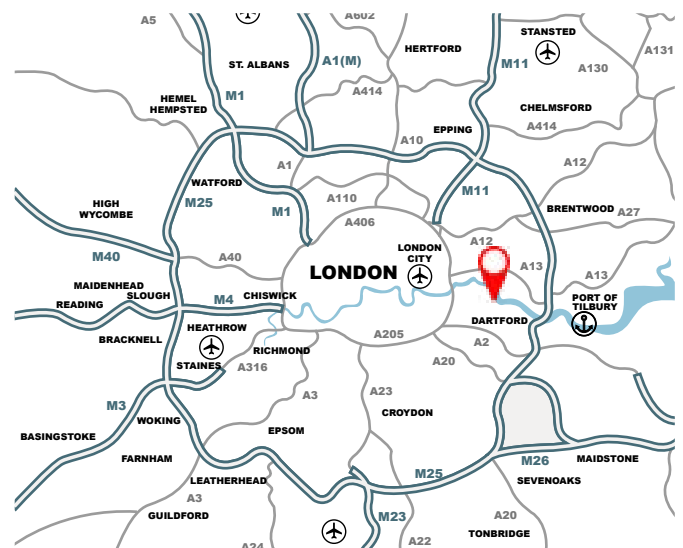 A5
A602
STANSTED
A131
HERTFORD
A1(M)
M11
ST. ALBANS
A130
M1
A414
HEMEL
HEMPSTED
CHELMSFORD
A414
EPPING
A10
A1
A12
WATFORD
M11
M25
A110
M1
HIGH
WYCOMBE
BRENTWOOD
A27
A406
A12
LONDON
CITY
M40
A40
A13
A13
LONDON
MAIDENHEAD
SLOUGH
M4
CHISWICK
READING
PORT OF
TILBURY
DARTFORD
HEATHROW
A205
A2
BRACKNELL
RICHMOND
STAINES
A316
A20
A3
A23
M3
CROYDON
WOKING
EPSOM
BASINGSTOKE
FARNHAM
M26
MAIDSTONE
M25
LEATHERHEAD
SEVENOAKS
A3
GUILDFORD
M23
A20
TONBRIDGE
A24
A22